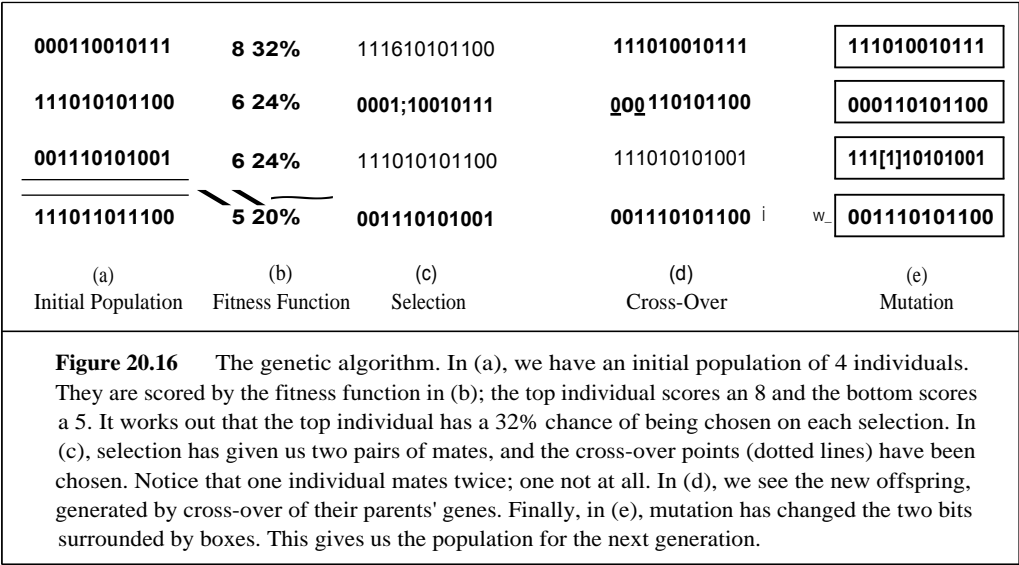 000110010111 8 32% 111610101100 111010010111 111010010111
111010101100 6 24% 0001;10010111 000110101100 000110101100
001110101001 6 24% 111010101100 111010101001 111[1]10101001
111011011100 5 20% 001110101001 001110101100 i w_ 001110101100
(a) (b) (c) (d) (e)
Initial Population Fitness Function Selection Cross-Over Mutation
Figure 20.16 The genetic algorithm. In (a), we have an initial population of 4 individuals.
They are scored by the fitness function in (b); the top individual scores an 8 and the bottom scores
a 5. It works out that the top individual has a 32% chance of being chosen on each selection. In
(c), selection has given us two pairs of mates, and the cross-over points (dotted lines) have been
chosen. Notice that one individual mates twice; one not at all. In (d), we see the new offspring,
generated by cross-over of their parents' genes. Finally, in (e), mutation has changed the two bits
surrounded by boxes. This gives us the population for the next generation.